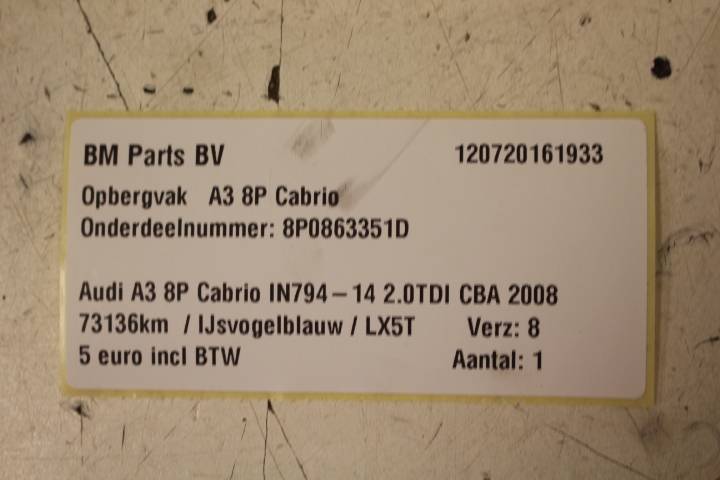 BM Parts BV 120720161933
Opbergvak A3 8P Cabrio
Onderdeelnummer: 8P0863351D
Audi A3 8P Cabrio IN794-14 2.0TDI CBA 2008
73136km / IJsvogelblauw / LX5T Verz: 8
5 euro incl BTW Aantal: 1